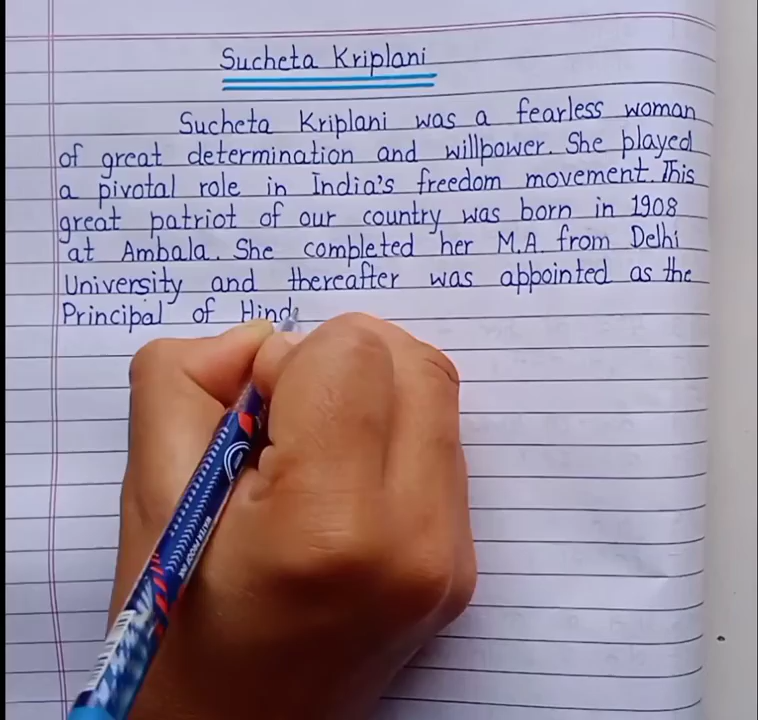 Sucheta Kriplani
Sucheta Kriplani was a fearless woman
of great determination and willpower. She played
a pivotal role in India's freedom movement. This
great patriot of our country was born in 1908
at Ambala. She completed her M.A from Delhi
University and thereafter was appointed as the
Principal of Hind